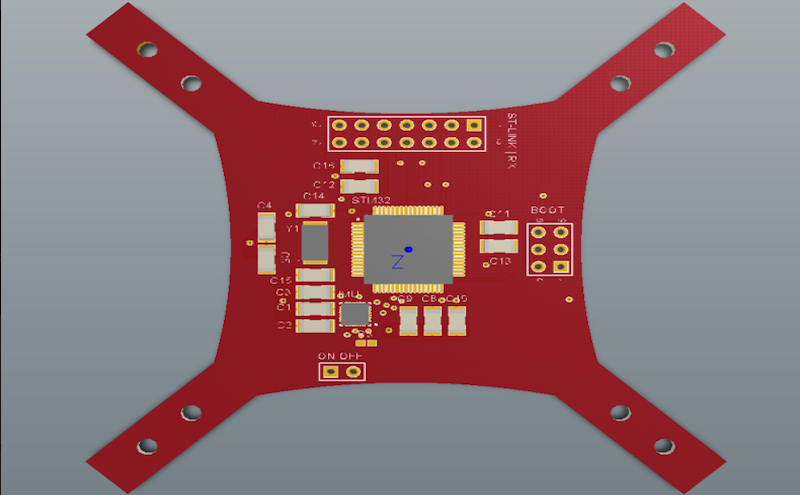 ST-LINK | RX
C16
C12
C14
STM32
C4
Y1
C11
BOOT
C13
C15
C3
C1
C2
IMU
C9
C8
C10
ON OFF
Z